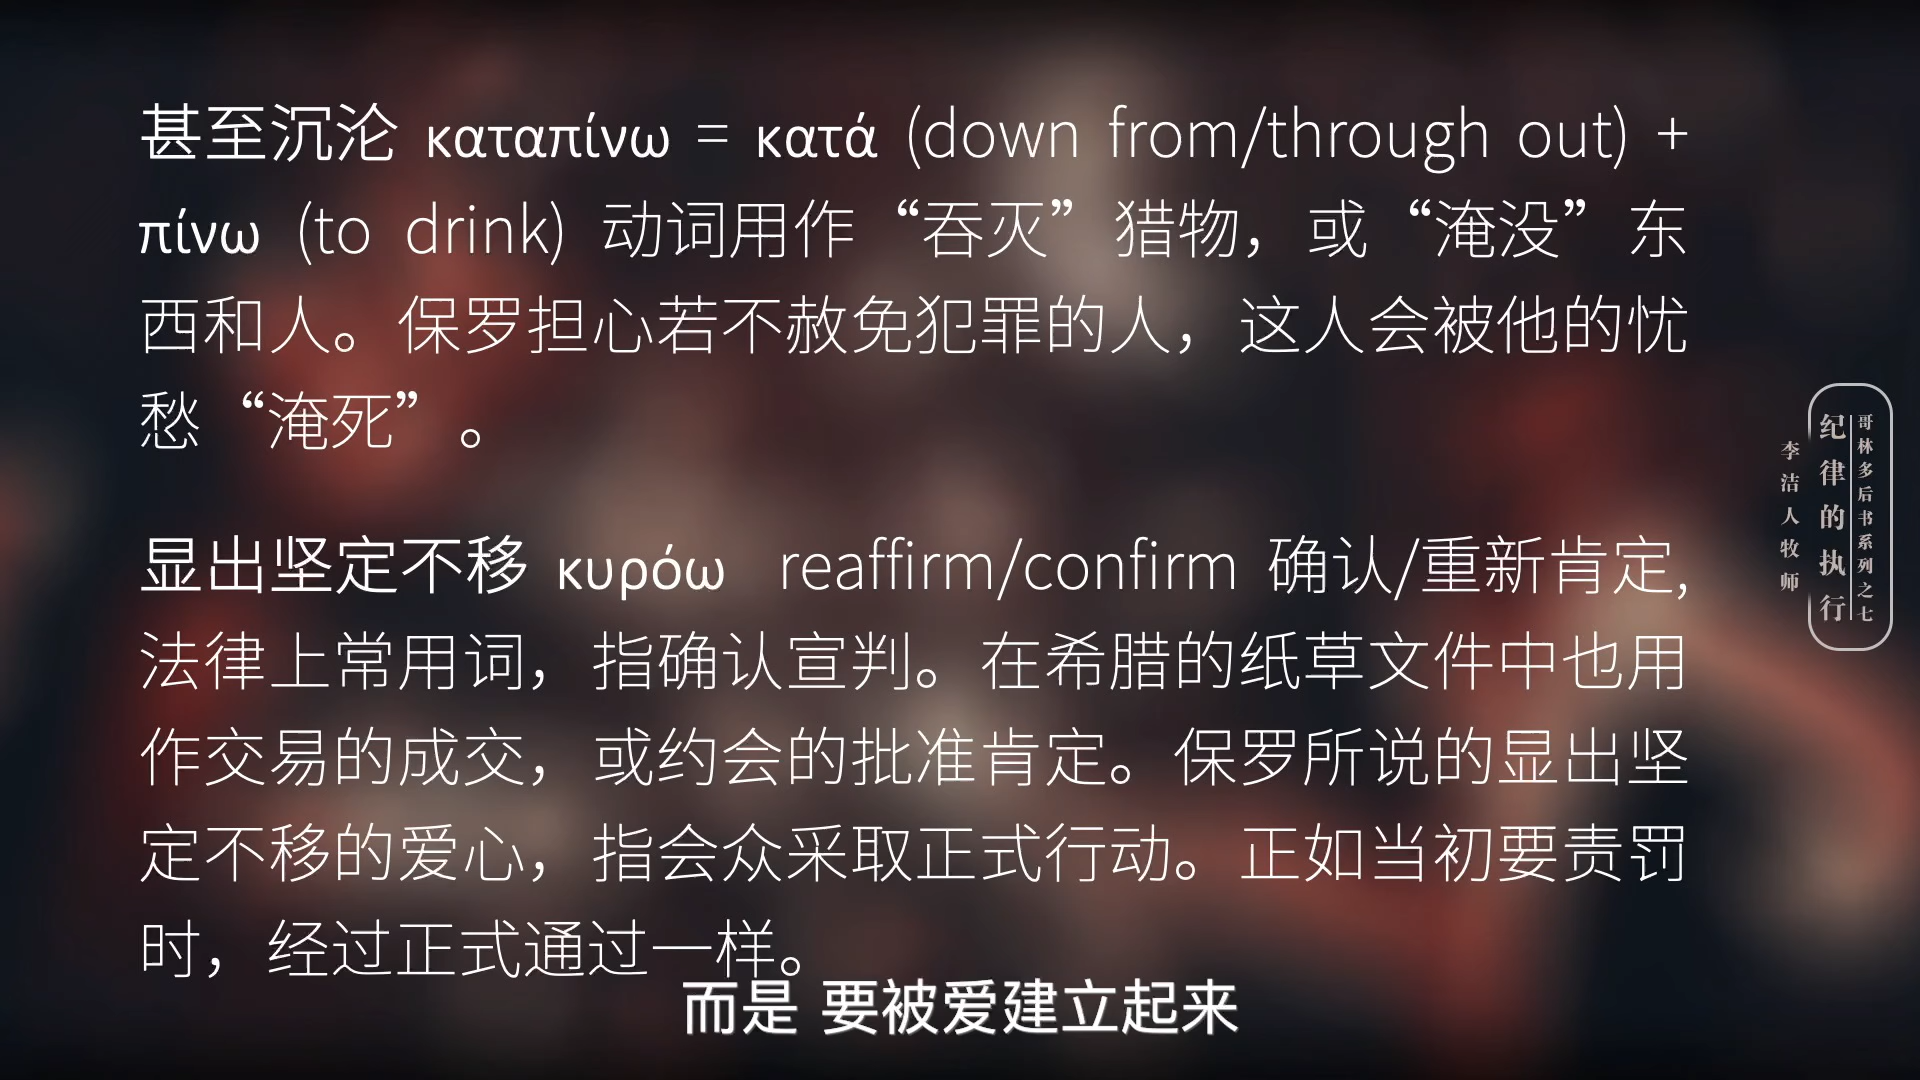 甚至沉沦 καταπίνω = κατά (down from/through out) +
πίνω (to drink) 动词用作“吞灭”猎物，或“淹没”东
西和人。保罗担心若不赦免犯罪的人，这人会被他的忧
愁“淹死”。
显出坚定不移 κυρόω reaffirm/confirm 确认/重新肯定,
法律上常用词，指确认宣判。在希腊的纸草文件中也用
作交易的成交，或约会的批准肯定。保罗所说的显出坚
定不移的爱心，指会众采取正式行动。正如当初要责罚
时，经过正式通过一样。
而是 要被爱建立起来
哥林多后书系列之七
纪律的执行
李洁人牧师